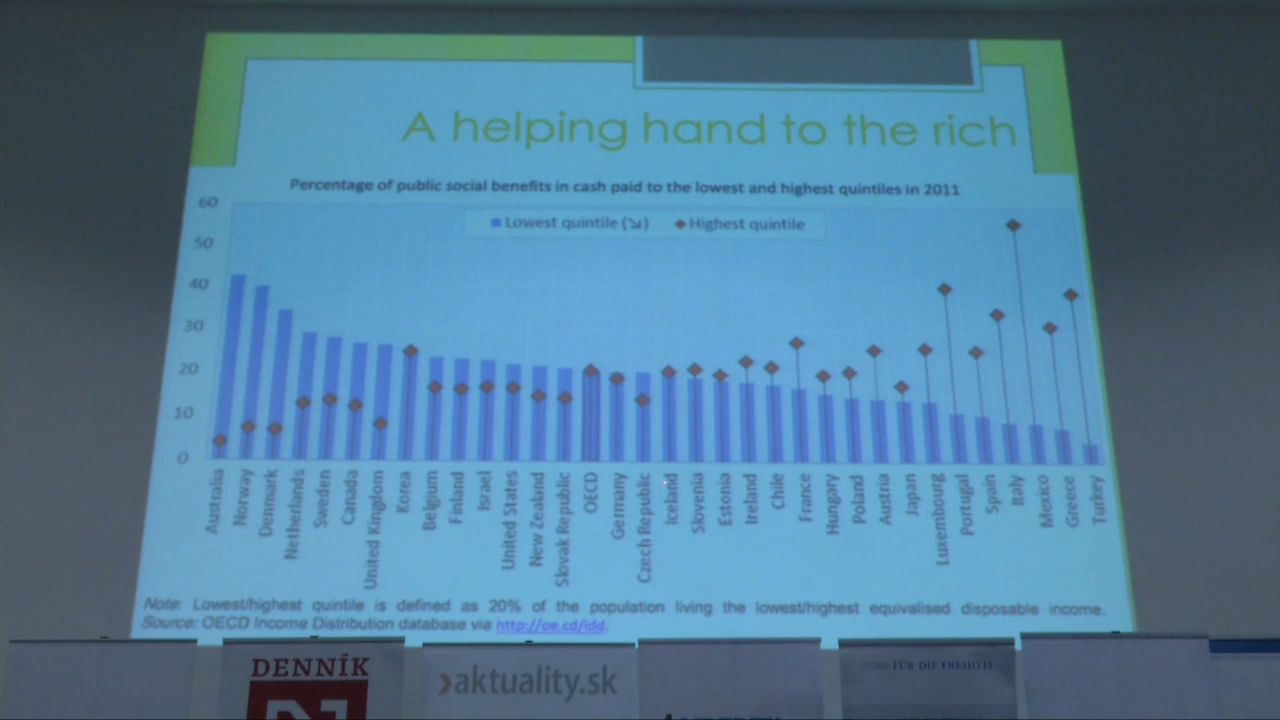 A helping hand to the rich
Percentage of public social benefits in cash paid to the lowest and highest quintiles in 2011
Lowest quintile (↘) Highest quintile
60
50
40
30
20
10
0
Australia
Norway
Denmark
Netherlands
Sweden
Canada
United Kingdom
Korea
Belgium
Finland
Israel
United States
New Zealand
Slovak Republic
OECD
Germany
Czech Republic
Iceland
Slovenia
Estonia
Ireland
Chile
France
Hungary
Poland
Austria
Japan
Luxembourg
Portugal
Spain
Italy
Mexico
Greece
Turkey
Note: Lowest/highest quintile is defined as 20% of the population living the lowest/highest equivalised disposable income.
Source: OECD Income Distribution database via http://oe.cd/idd.
DENNÍK
N
aktuality.sk
FÜR DIE FREIHEIT